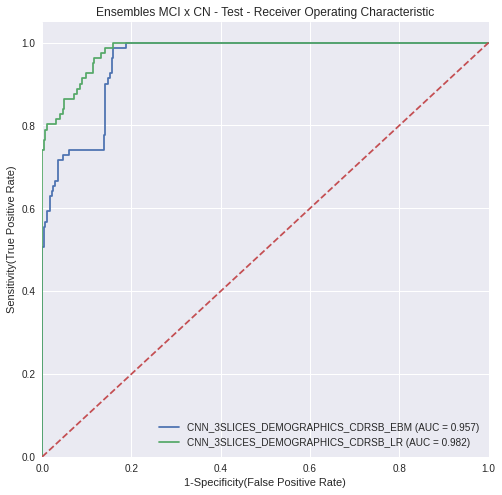 Ensembles MCI x CN - Test - Receiver Operating Characteristic
1.0
0.8
0.6
0.4
0.2
0.0
Sensitivity(True Positive Rate)
CNN_3SLICES_DEMOGRAPHICS_CDRSB_EBM (AUC = 0.957)
CNN_3SLICES_DEMOGRAPHICS_CDRSB_LR (AUC = 0.982)
0.0 0.2 0.4 0.6 0.8 1.0
1-Specificity(False Positive Rate)